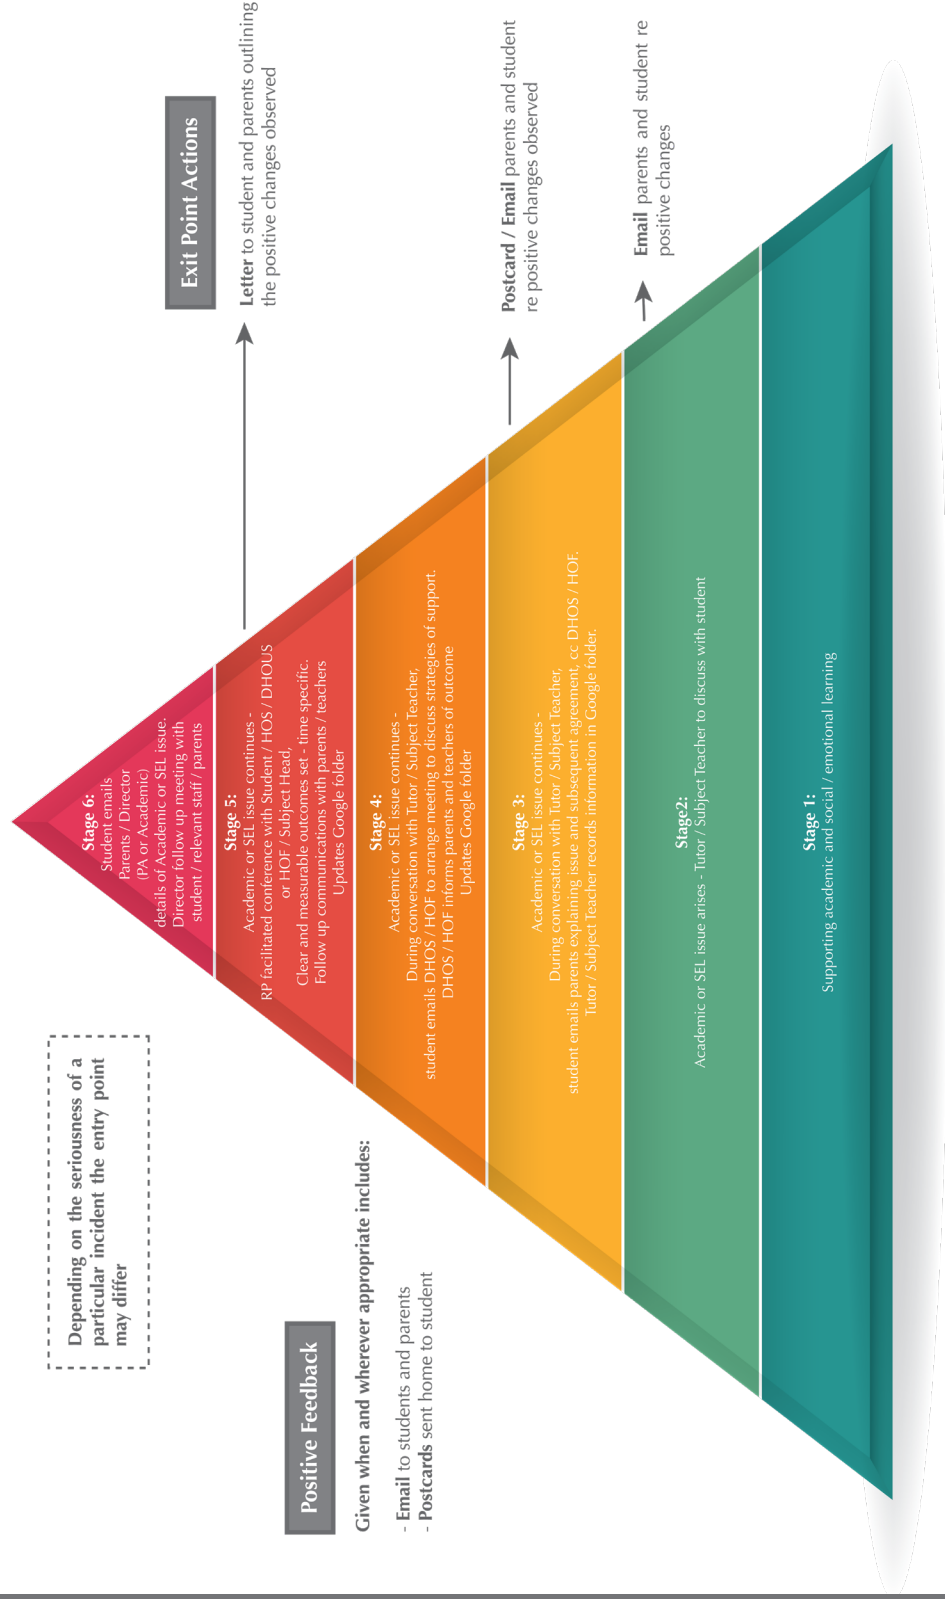 Depending on the seriousness of a
particular incident the entry point
may differ
Positive Feedback
Given when and wherever appropriate includes:
- Email to students and parents
- Postcards sent home to student
Stage 6:
Student emails
Parents / Director
(PA or Academic)
details of Academic or SEL issue.
Director follow up meeting with
student / relevant staff / parents
Stage 5:
Academic or SEL issue continues -
RP facilitated conference with Student / HOS / DHOUS
or HOF / Subject Head,
Clear and measurable outcomes set - time specific.
Follow up communications with parents / teachers
Updates Google folder
Stage 4:
Academic or SEL issue continues -
During conversation with Tutor / Subject Teacher,
student emails DHOS / HOF to arrange meeting to discuss strategies of support.
DHOS / HOF informs parents and teachers of outcome
Updates Google folder
Stage 3:
Academic or SEL issue continues -
During conversation with Tutor / Subject Teacher,
student emails parents explaining issue and subsequent agreement, cc DHOS / HOF.
Tutor / Subject Teacher records information in Google folder.
Stage2:
Academic or SEL issue arises - Tutor / Subject Teacher to discuss with student
Stage 1:
Supporting academic and social / emotional learning
Exit Point Actions
Letter to student and parents outlining
the positive changes observed
Postcard / Email parents and student
re positive changes observed
Email parents and student re
positive changes